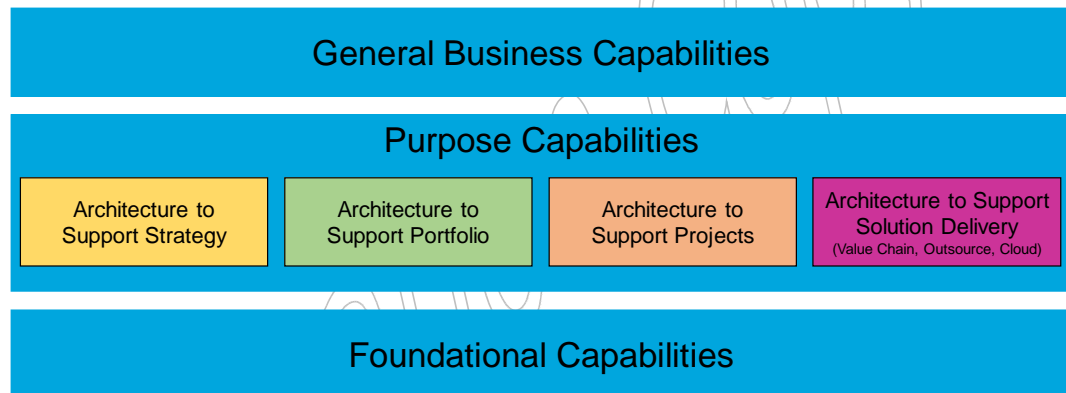 General Business Capabilities
Purpose Capabilities
Architecture to
Support Strategy
Architecture to
Support Portfolio
Architecture to
Support Projects
Architecture to Support
Solution Delivery
(Value Chain, Outsource, Cloud)
Foundational Capabilities